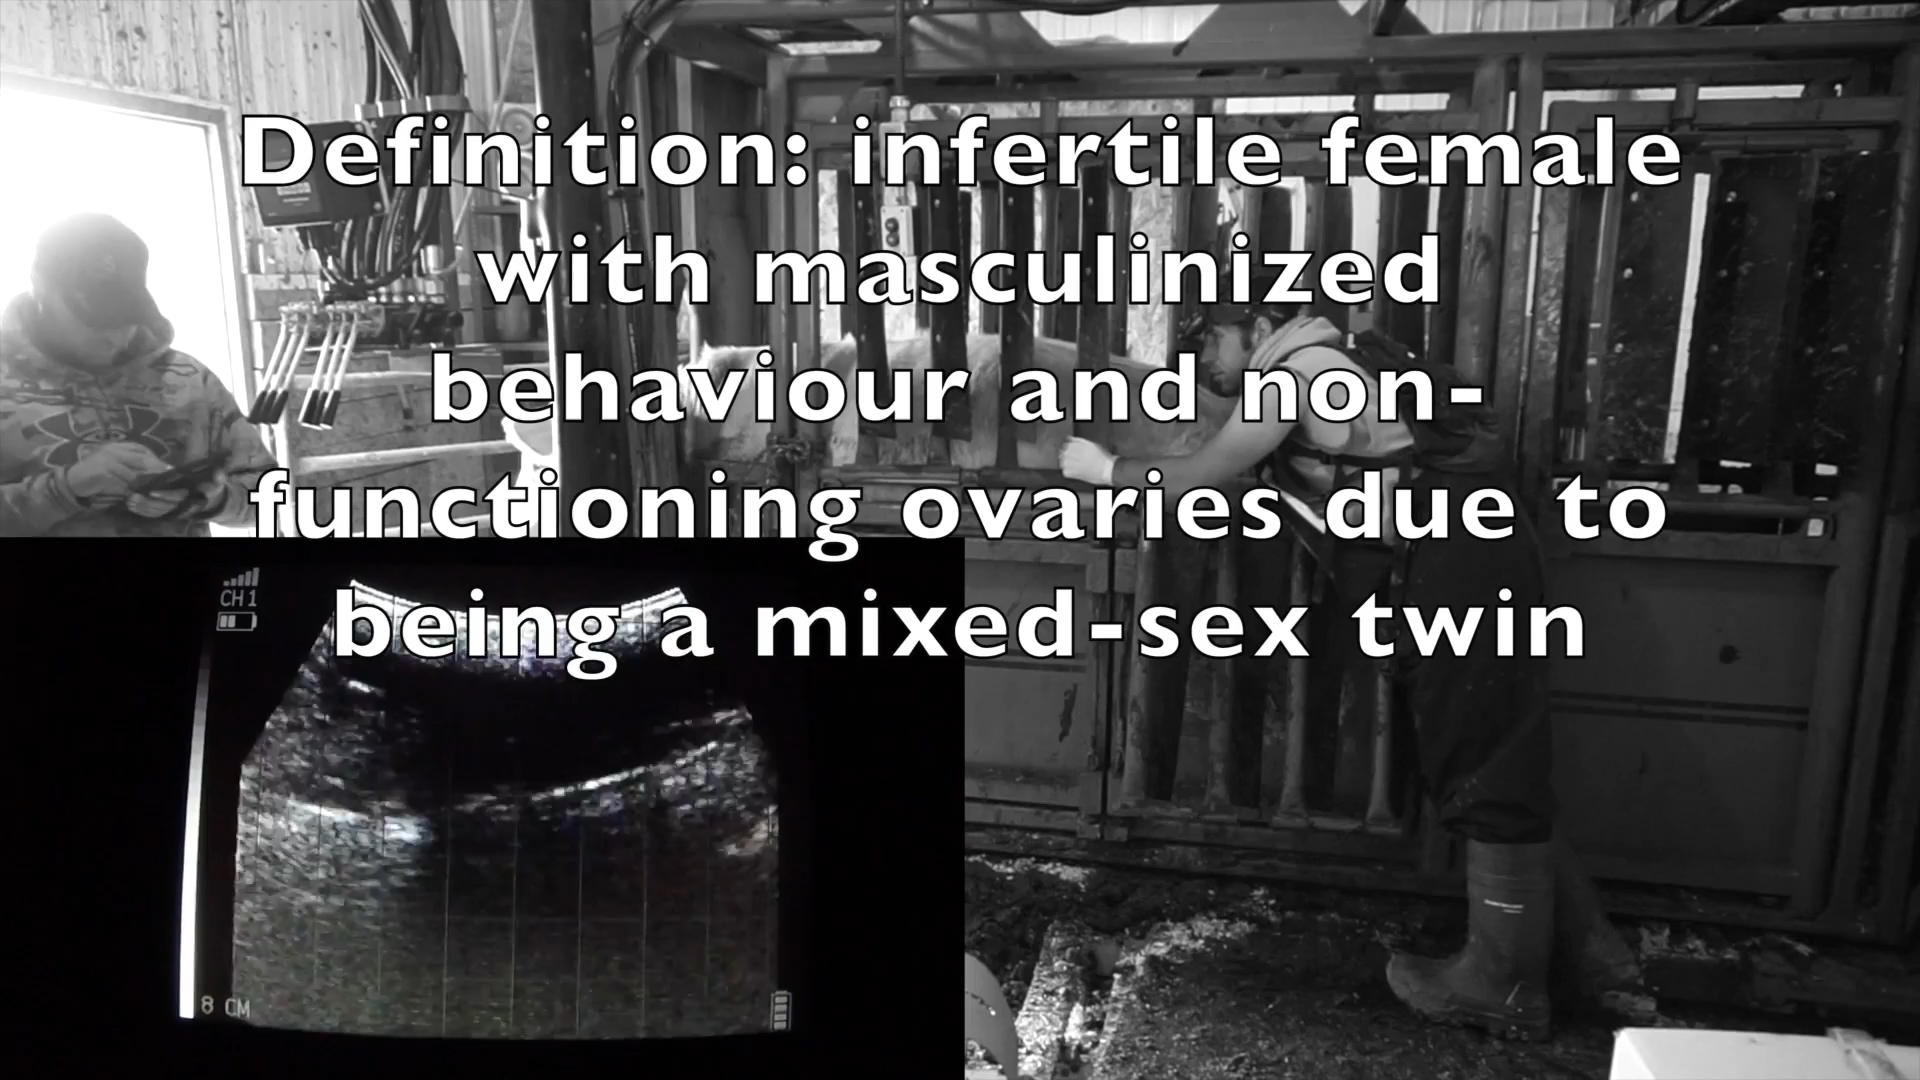 Definition: infertile female
with masculinized
behaviour and non-
functioning ovaries due to
being a mixed-sex twin
CH 1
8 CM